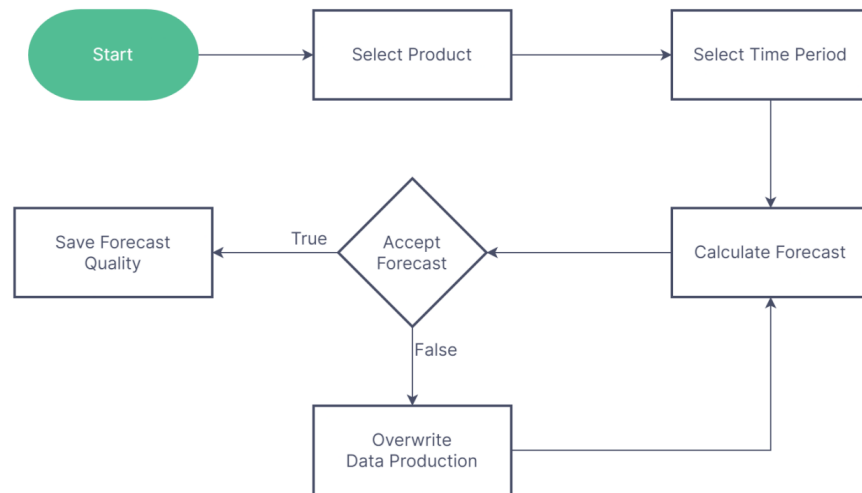 Start
Select Product
Select Time Period
Save Forecast
Quality
True
Accept
Forecast
Calculate Forecast
False
Overwrite
Data Production